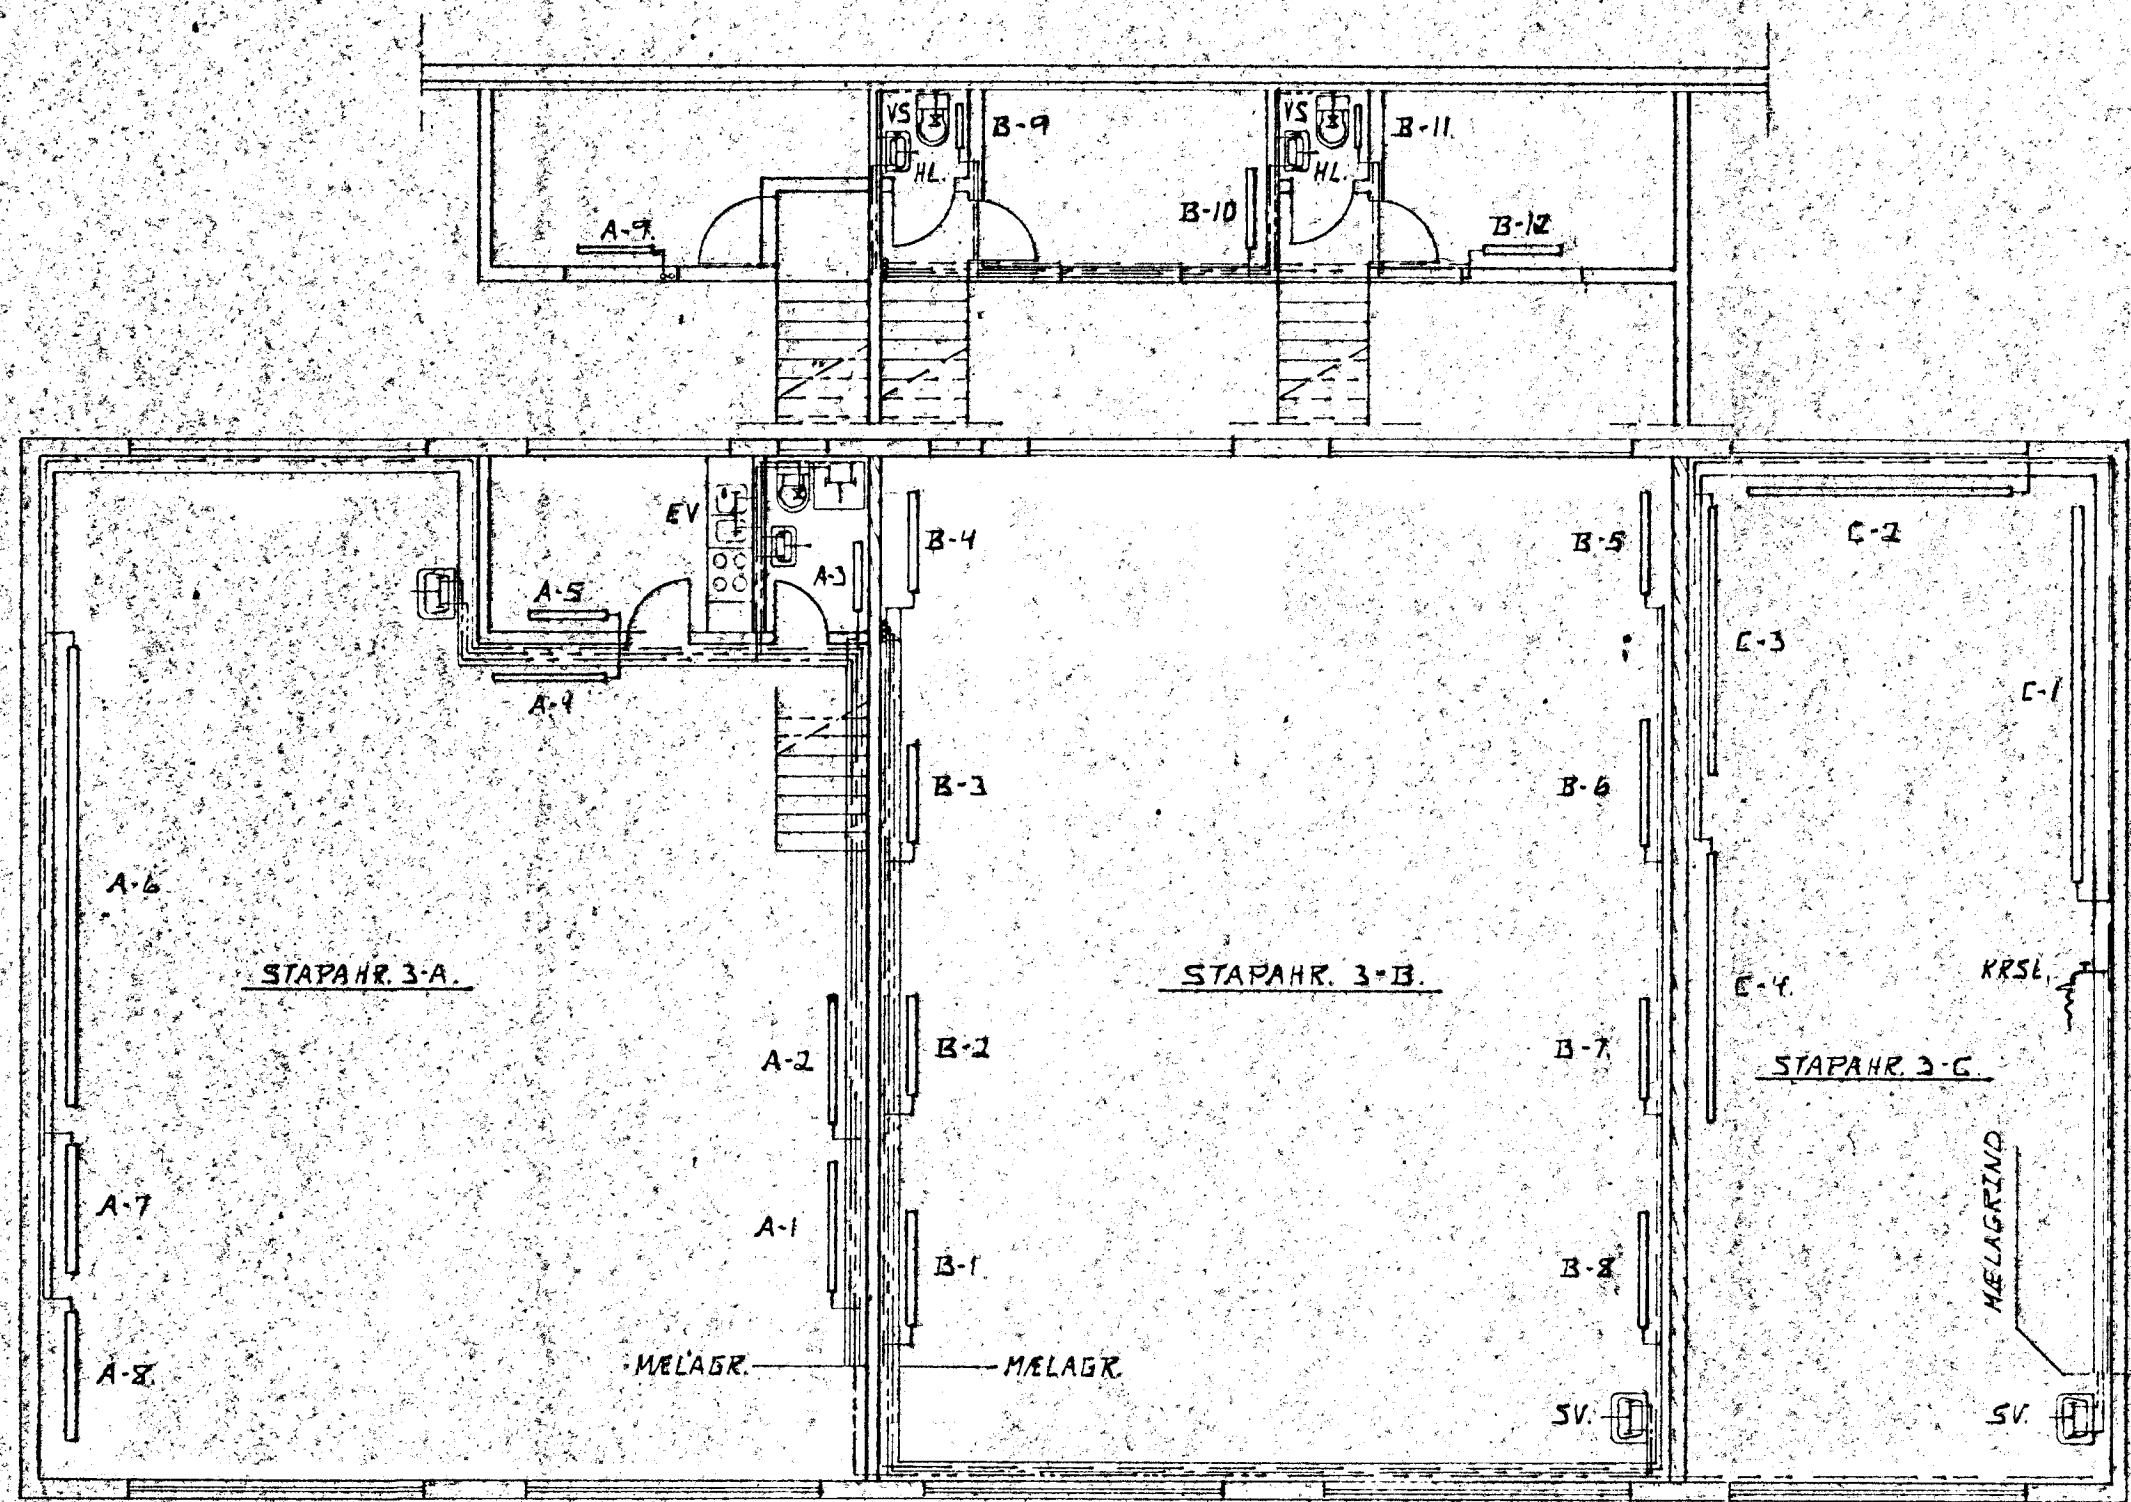 VS
B-9
VS
B-11.
HL.
HL.
A-9.
B-10
B-12
EV
B-4
B-5
C-2
A-3
A-5
C-3
C-1
A-4
B-3
B-6
A-6
STAPAHR. 3-A.
STAPAHR. 3-B.
KRSL.
C-4.
A-2
B-2
B-7
STAPAHR. 3-C.
MÆLAGRIND
A-7
A-1
B-1
B-8
A-8.
MÆLAGR.
MÆLAGR.
SV.
SV.